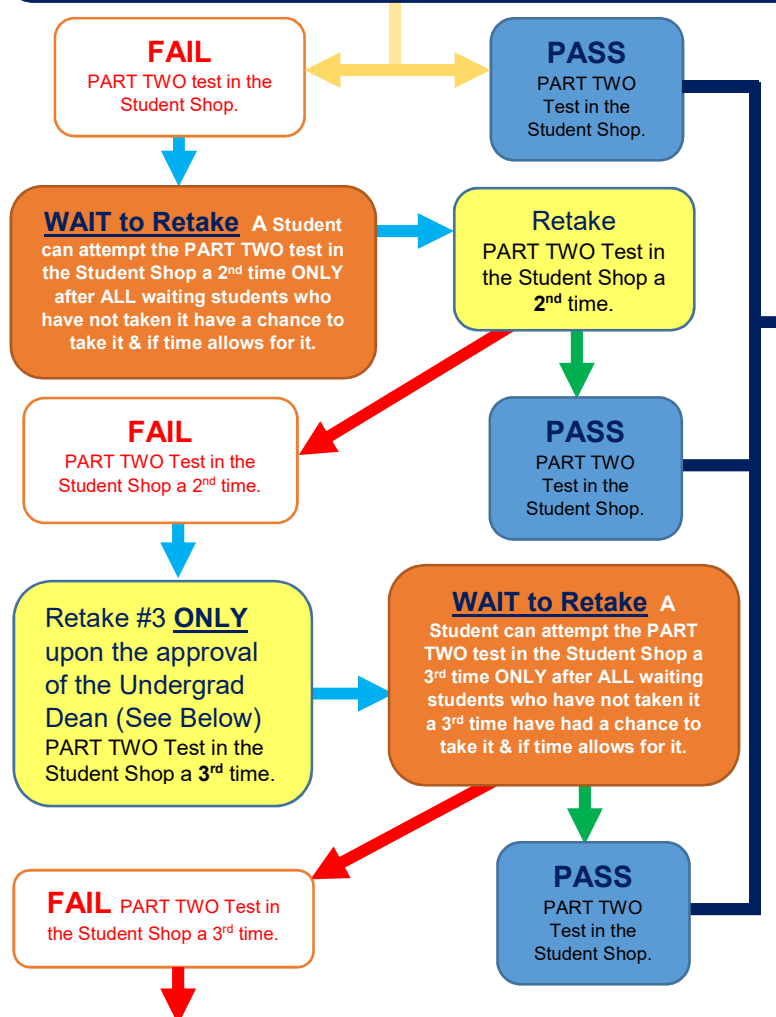 FAIL
PART TWO test in the
Student Shop.
PASS
PART TWO
Test in the
Student Shop.
WAIT to Retake A Student
can attempt the PART TWO test in
the Student Shop a 2nd time ONLY
after ALL waiting students who
have not taken it have a chance to
take it & if time allows for it.
Retake
PART TWO Test in
the Student Shop a
2nd time.
FAIL
PART TWO Test in the
Student Shop a 2nd time.
PASS
PART TWO
Test in the
Student Shop.
Retake #3 ONLY
upon the approval
of the Undergrad
Dean (See Below)
PART TWO Test in the
Student Shop a 3rd time.
WAIT to Retake A
Student can attempt the PART
TWO test in the Student Shop a
3rd time ONLY after ALL waiting
students who have not taken it
a 3rd time have had a chance to
take it & if time allows for it.
FAIL PART TWO Test in
the Student Shop a 3rd time.
PASS
PART TWO
Test in the
Student Shop.